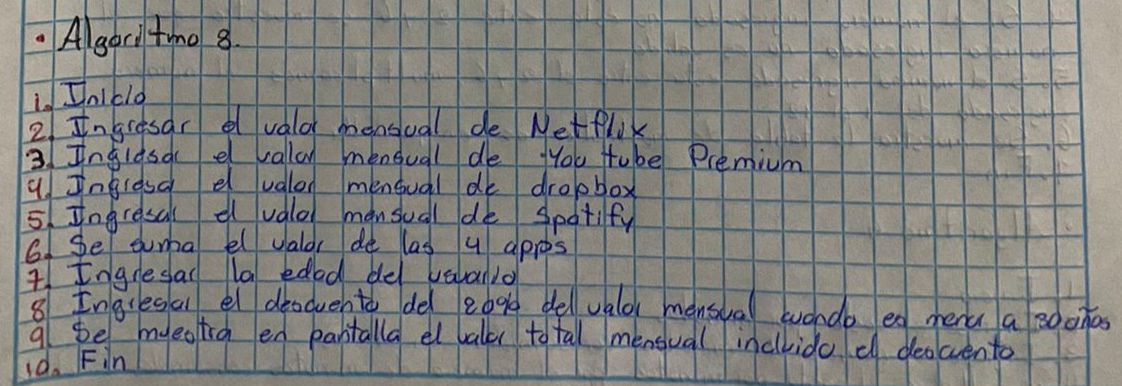 • Algoritmo 8.
1. Inicio
2. Ingresar el valor mensual de Netflix
3. Ingresar el valor mensual de Youtube Premium
4. Ingresar el valor mensual de dropbox
5. Ingresar el valor mensual de Spotify
6. Se suma el valor de las 4 apps
7. Ingresar la edad del usuario
8 Ingresar el descuento del 20% del valor mensual cuando es menor a 30 años
9 Se muestra en pantalla el valor total mensual incluido el descuento
10. Fin